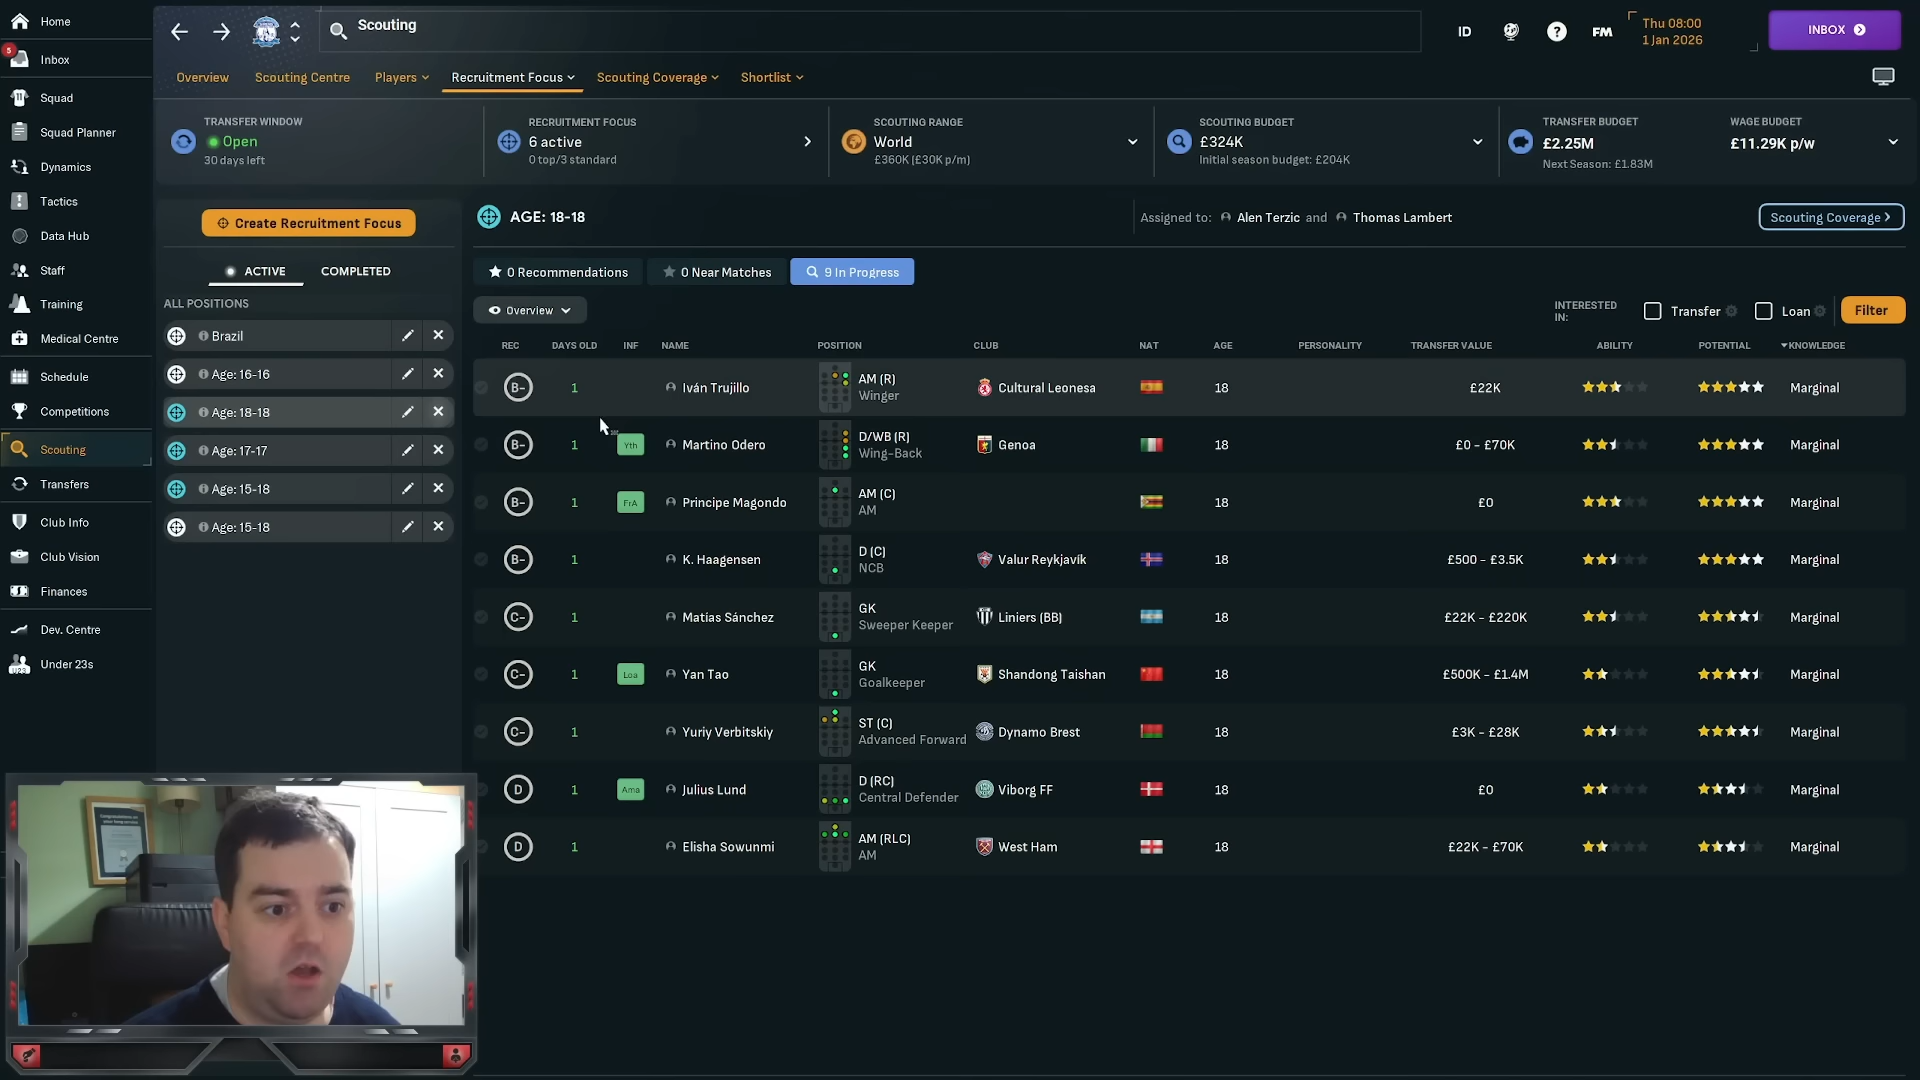 Home
Inbox
5
Squad
Squad Planner
Dynamics
Tactics
Data Hub
Staff
Training
Medical Centre
Schedule
Competitions
Scouting
Transfers
Club Info
Club Vision
Finances
Dev. Centre
Under 23s
Scouting
ID
FM
Thu 08:00
1 Jan 2026
INBOX
Overview Scouting Centre Players Recruitment Focus Scouting Coverage Shortlist
TRANSFER WINDOW
Open
30 days left
RECRUITMENT FOCUS
6 active
0 top/3 standard
SCOUTING RANGE
World
£360K (£30K p/m)
SCOUTING BUDGET
£324K
Initial season budget: £204K
TRANSFER BUDGET
£2.25M
Next Season: £1.83M
WAGE BUDGET
£11.29K p/w
Create Recruitment Focus
ACTIVE COMPLETED
ALL POSITIONS
Brazil
Age: 16-16
Age: 18-18
Age: 17-17
Age: 15-18
Age: 15-18
AGE: 18-18
Assigned to: Alen Terzic and Thomas Lambert
Scouting Coverage
0 Recommendations 0 Near Matches 9 In Progress
Overview
INTERESTED IN: Transfer Loan Filter
REC DAYS OLD INF NAME POSITION CLUB NAT AGE PERSONALITY TRANSFER VALUE ABILITY POTENTIAL KNOWLEDGE
B- 1 Iván Trujillo AM (R) Winger Cultural Leonesa 18 £22K Marginal
B- 1 Yth Martino Odero D/WB (R) Wing-Back Genoa 18 £0 - £70K Marginal
B- 1 FrA Principe Magondo AM (C) AM 18 £0 Marginal
B- 1 K. Haagensen D (C) NCB Valur Reykjavík 18 £500 - £3.5K Marginal
C- 1 Matías Sánchez GK Sweeper Keeper Liniers (BB) 18 £22K - £220K Marginal
C- 1 Loa Yan Tao GK Goalkeeper Shandong Taishan 18 £500K - £1.4M Marginal
C- 1 Yuriy Verbitskiy ST (C) Advanced Forward Dynamo Brest 18 £3K - £28K Marginal
D 1 Ama Julius Lund D (RC) Central Defender Viborg FF 18 £0 Marginal
D 1 Elisha Sowunmi AM (RLC) AM West Ham 18 £22K - £70K Marginal